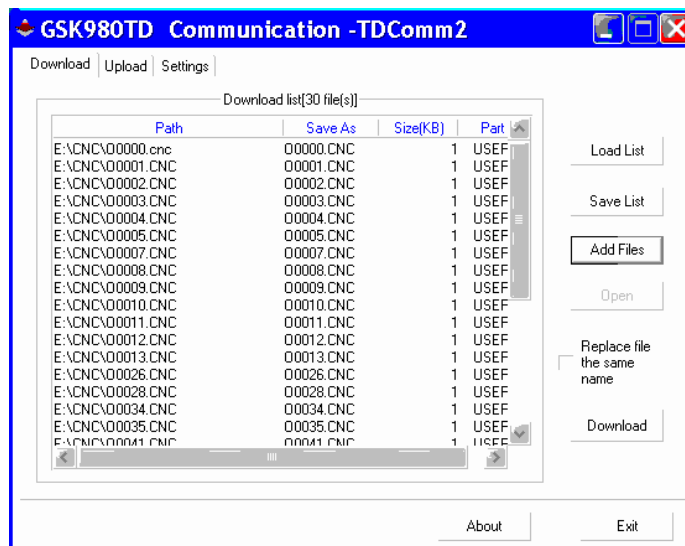 GSK980TD Communication -TDComm2
Download Upload Settings
Download list[30 file(s)]
Path Save As Size(KB) Part
E:\CNC\O0000.cnc O0000.CNC 1 USEF
E:\CNC\O0001.CNC O0001.CNC 1 USEF
E:\CNC\O0002.CNC O0002.CNC 1 USEF
E:\CNC\O0003.CNC O0003.CNC 1 USEF
E:\CNC\O0004.CNC O0004.CNC 1 USEF
E:\CNC\O0005.CNC O0005.CNC 1 USEF
E:\CNC\O0007.CNC O0007.CNC 1 USEF
E:\CNC\O0008.CNC O0008.CNC 1 USEF
E:\CNC\O0009.CNC O0009.CNC 1 USEF
E:\CNC\O0010.CNC O0010.CNC 1 USEF
E:\CNC\O0011.CNC O0011.CNC 1 USEF
E:\CNC\O0012.CNC O0012.CNC 1 USEF
E:\CNC\O0013.CNC O0013.CNC 1 USEF
E:\CNC\O0026.CNC O0026.CNC 1 USEF
E:\CNC\O0028.CNC O0028.CNC 1 USEF
E:\CNC\O0034.CNC O0034.CNC 1 USEF
E:\CNC\O0035.CNC O0035.CNC 1 USEF
E:\CNC\O0041.CNC O0041.CNC 1 USEF
Load List
Save List
Add Files
Open
Replace file
the same
name
Download
About Exit